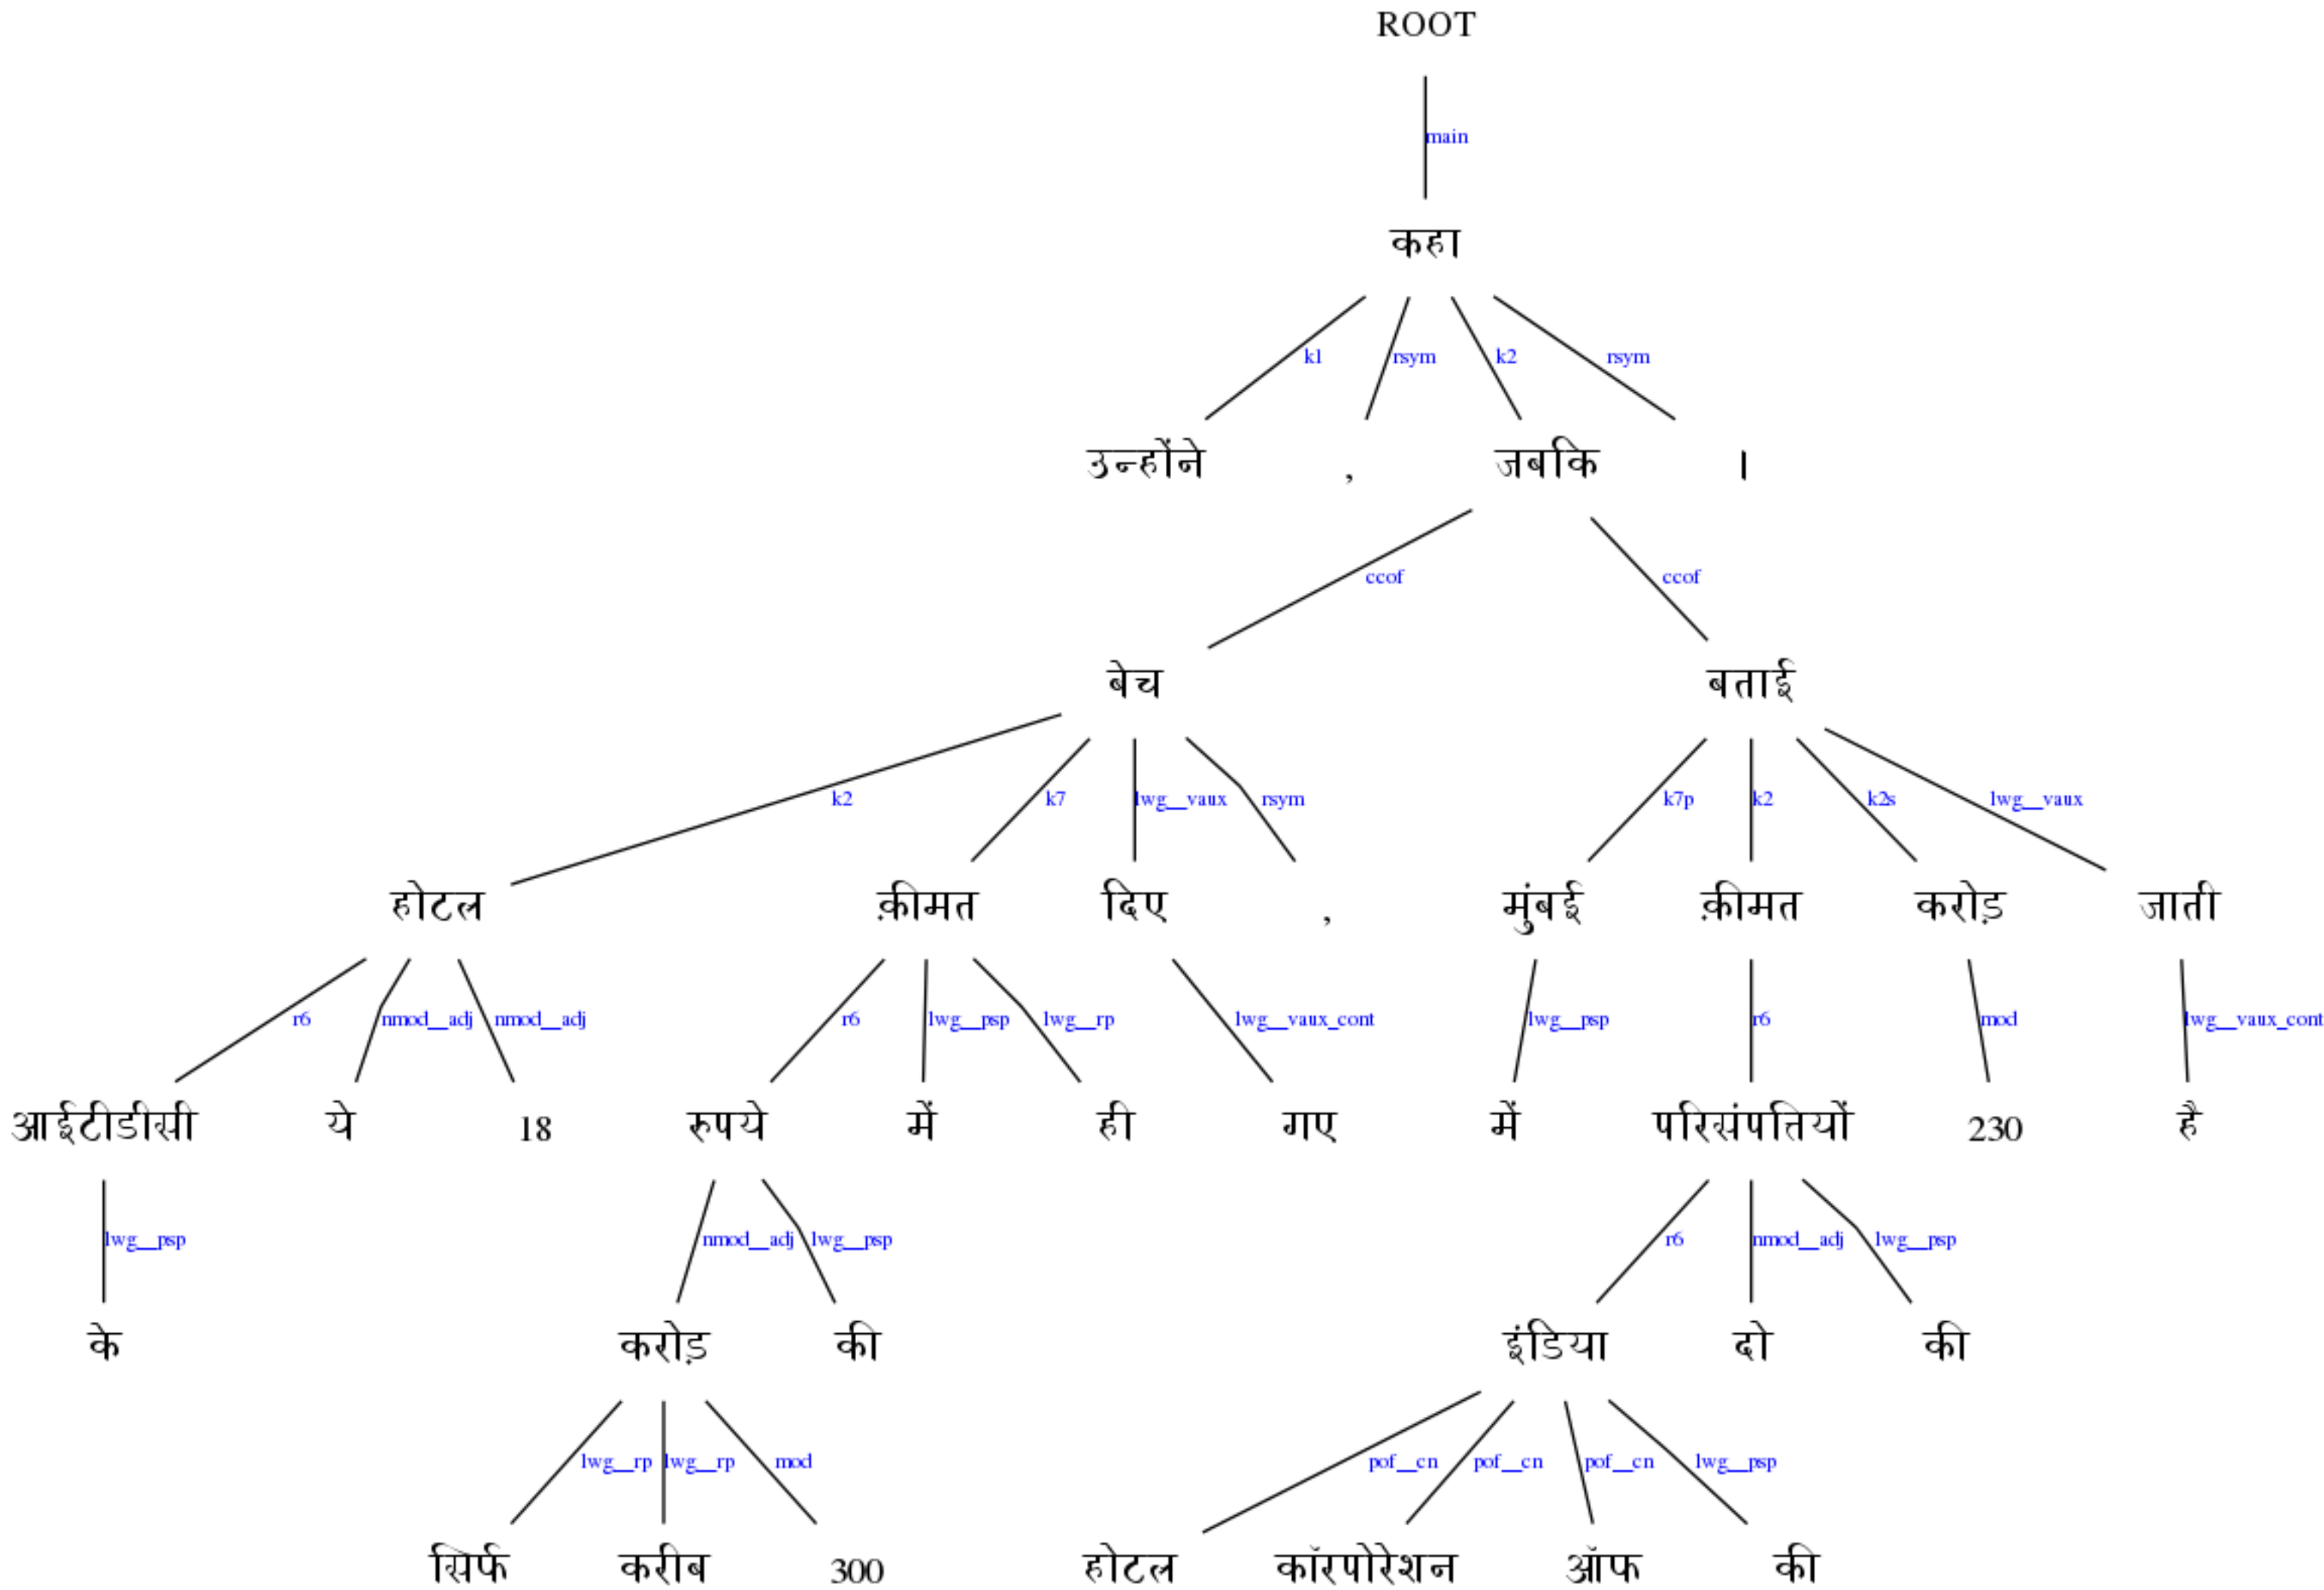 ROOT
main
कहा
k1 rsym k2 rsym
उन्होंने , जबकि ।
ccof ccof
बेच बताई
k2 k7 lwg__vaux rsym k7p k2 k2s lwg__vaux
होटल क़ीमत दिए , मुंबई क़ीमत करोड़ जाती
r6 nmod__adj nmod__adj r6 lwg__psp lwg__rp lwg__vaux_cont lwg__psp r6 mod lwg__vaux_cont
आईटीडीसी ये 18 रुपये में ही गए में परिसंपत्तियों 230 है
lwg__psp nmod__adj lwg__psp r6 nmod__adj lwg__psp
के करोड़ की इंडिया दो की
lwg__rp lwg__rp mod pof__cn pof__cn pof__cn lwg__psp
सिर्फ करीब 300 होटल कॉरपोरेशन ऑफ की